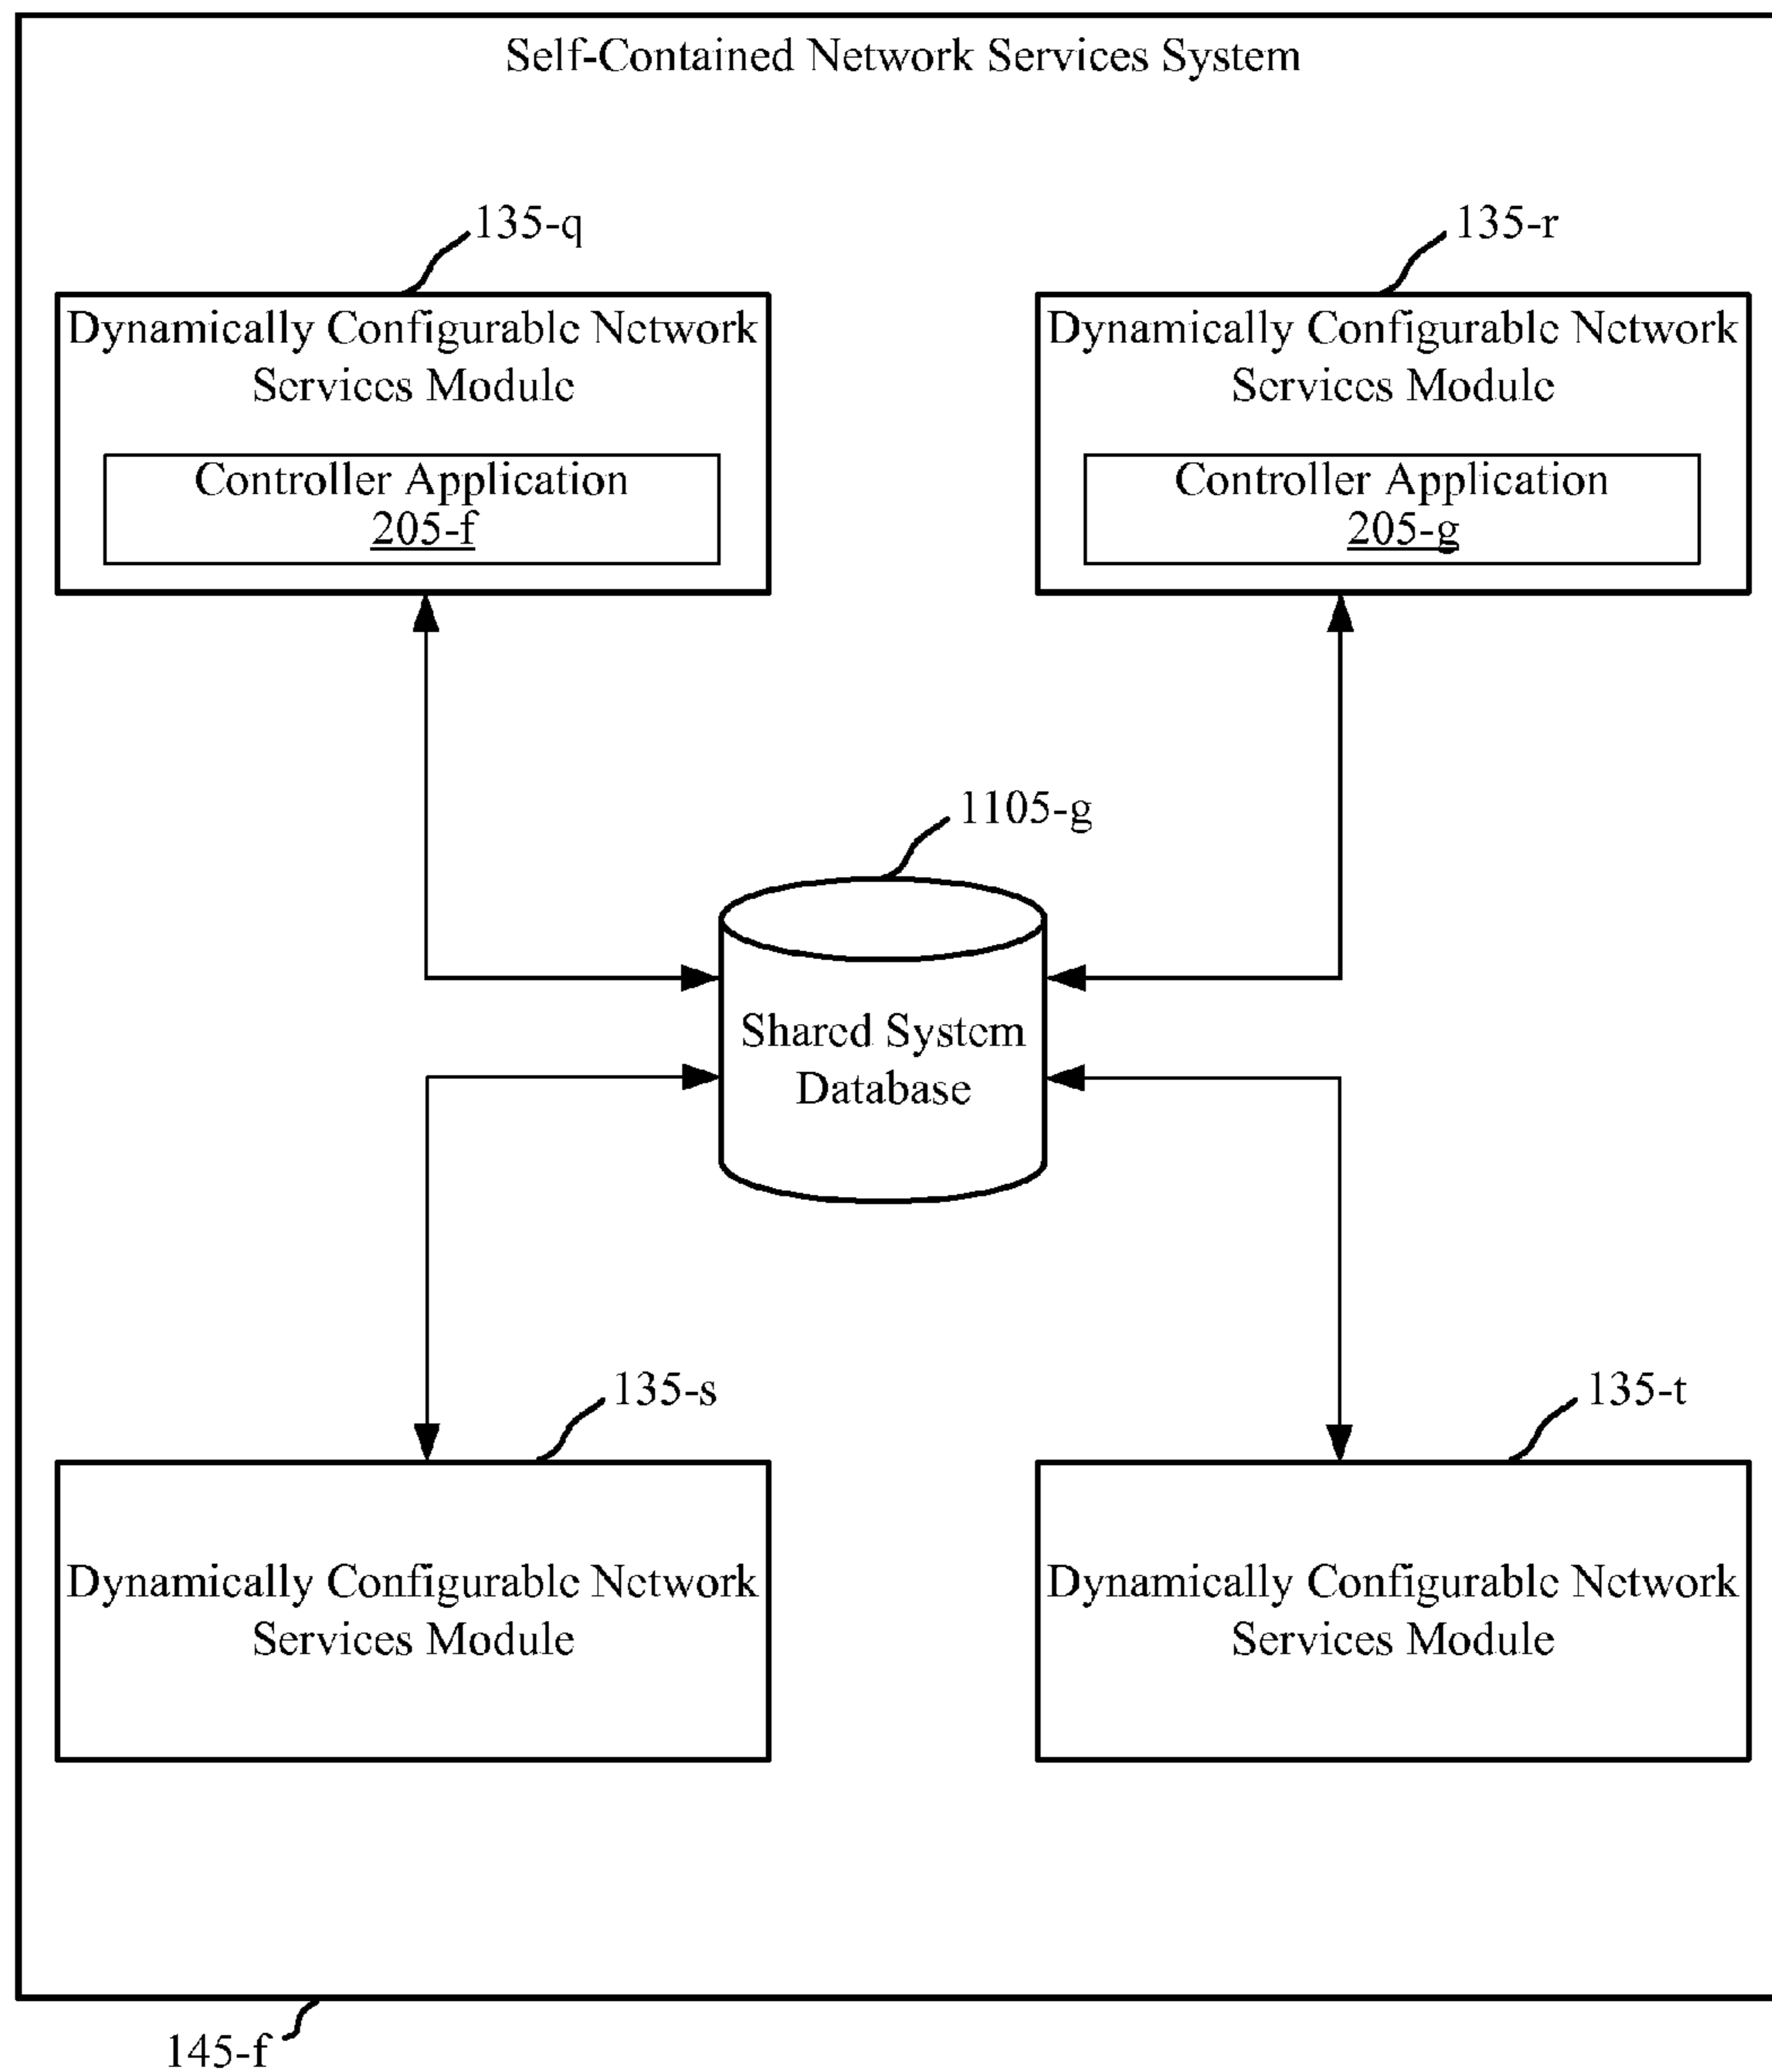 Self-Contained Network Services System
135-q
135-r
Dynamically Configurable Network
Services Module
Controller Application
205-f
Dynamically Configurable Network
Services Module
Controller Application
205-g
1105-g
Shared System
Database
135-s
135-t
Dynamically Configurable Network
Services Module
Dynamically Configurable Network
Services Module
145-f